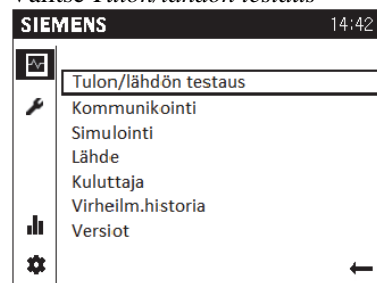 Valitse Tulon/lähdön testaus
SIEMENS 14:42
Tulon/lähdön testaus
Kommunikointi
Simulointi
Lähde
Kuluttaja
Virheilm.historia
Versiot